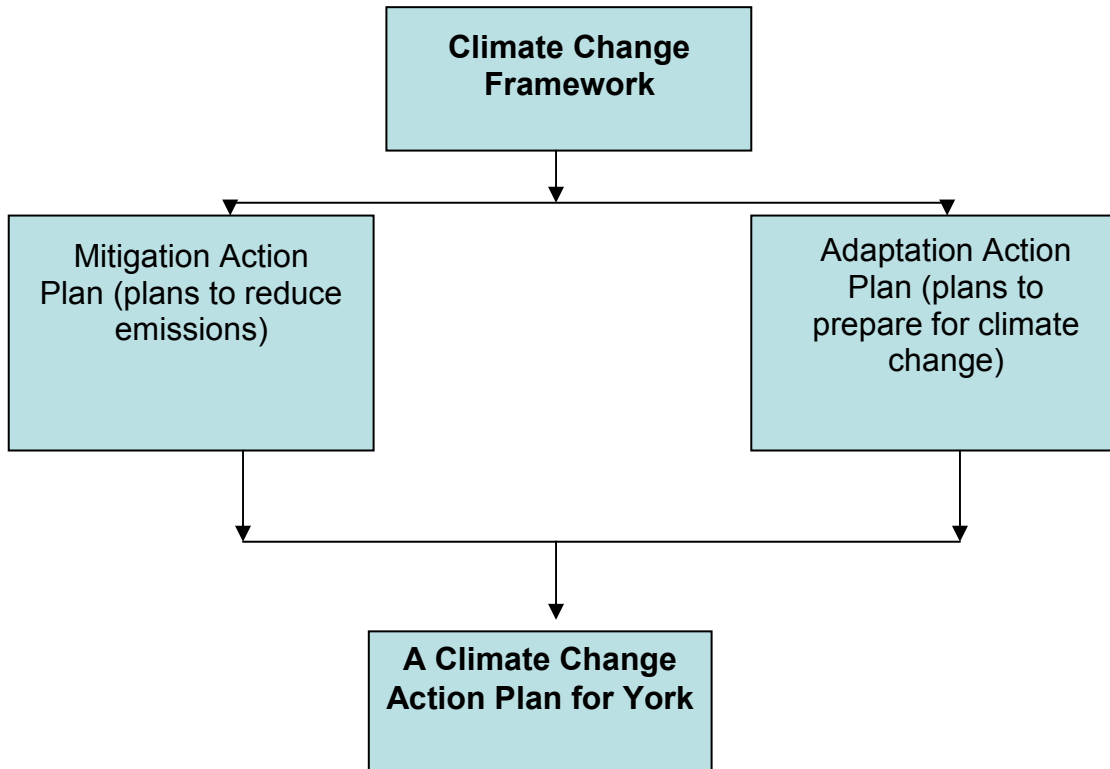 Climate Change
Framework
Mitigation Action
Plan (plans to reduce
emissions)
Adaptation Action
Plan (plans to
prepare for climate
change)
A Climate Change
Action Plan for York